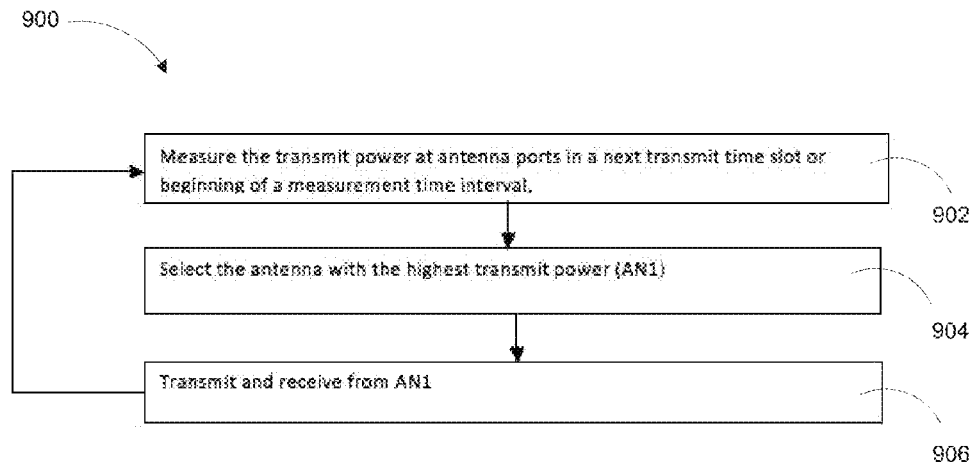 900
Measure the transmit power at antenna ports in a next transmit time slot or
beginning of a measurement time interval.
902
Select the antenna with the highest transmit power (AN1)
904
Transmit and receive from AN1
906